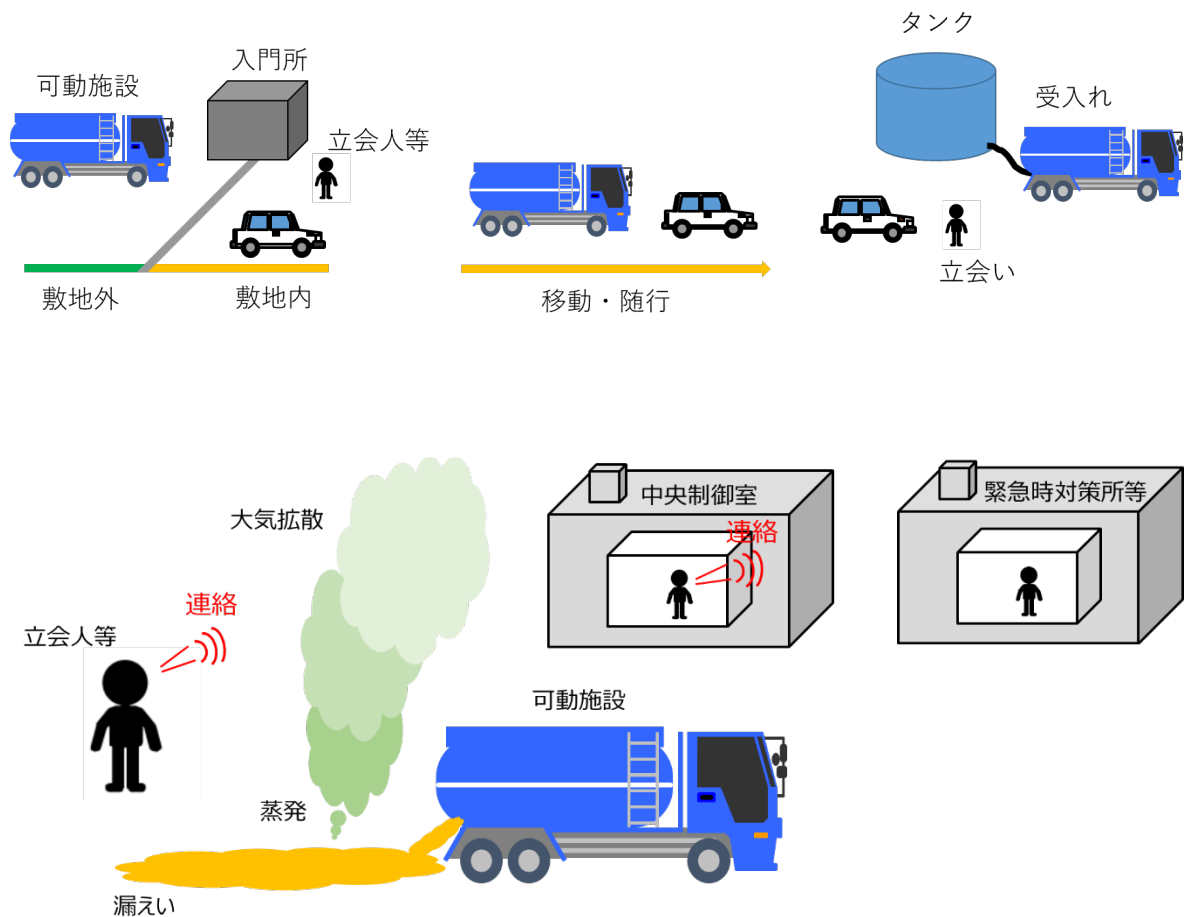 タンク
入門所
可動施設
受入れ
立会人等
立会い
敷地外
敷地内
移動・随行
中央制御室
緊急時対策所等
大気拡散
連絡
連絡
立会人等
可動施設
蒸発
漏えい